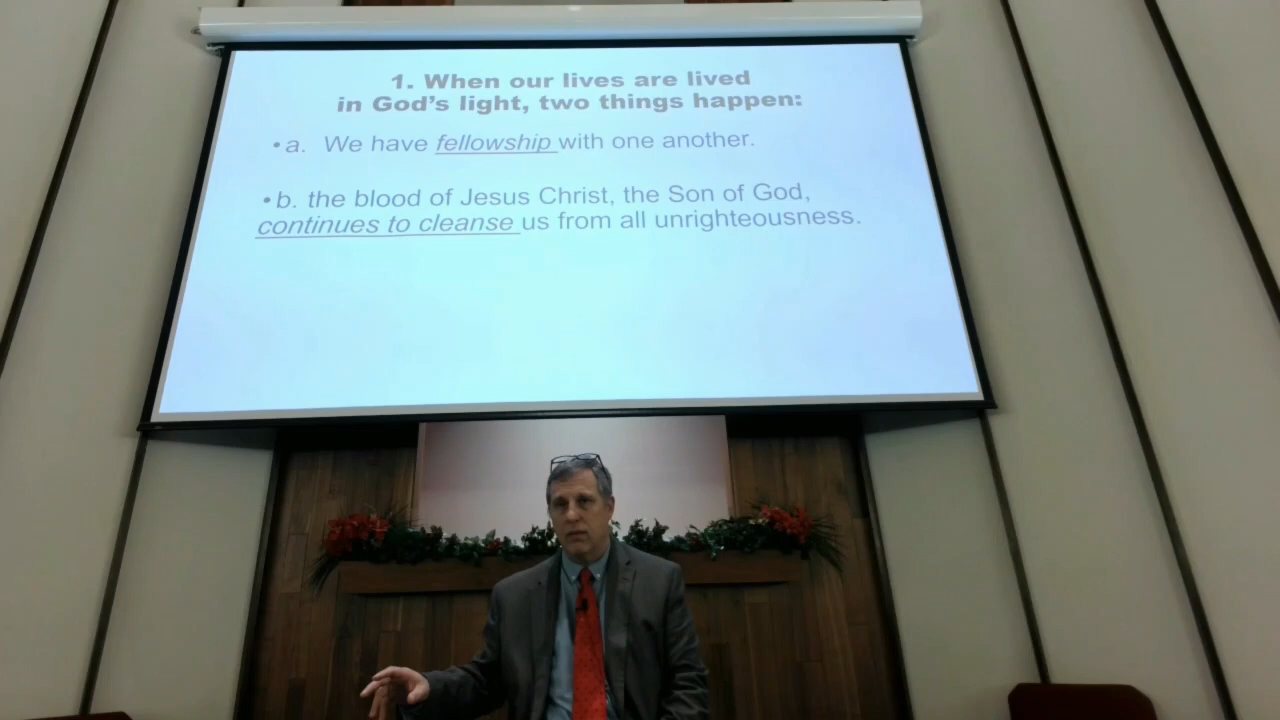 1. When our lives are lived
in God's light, two things happen:
• a. We have fellowship with one another.
• b. the blood of Jesus Christ, the Son of God,
continues to cleanse us from all unrighteousness.